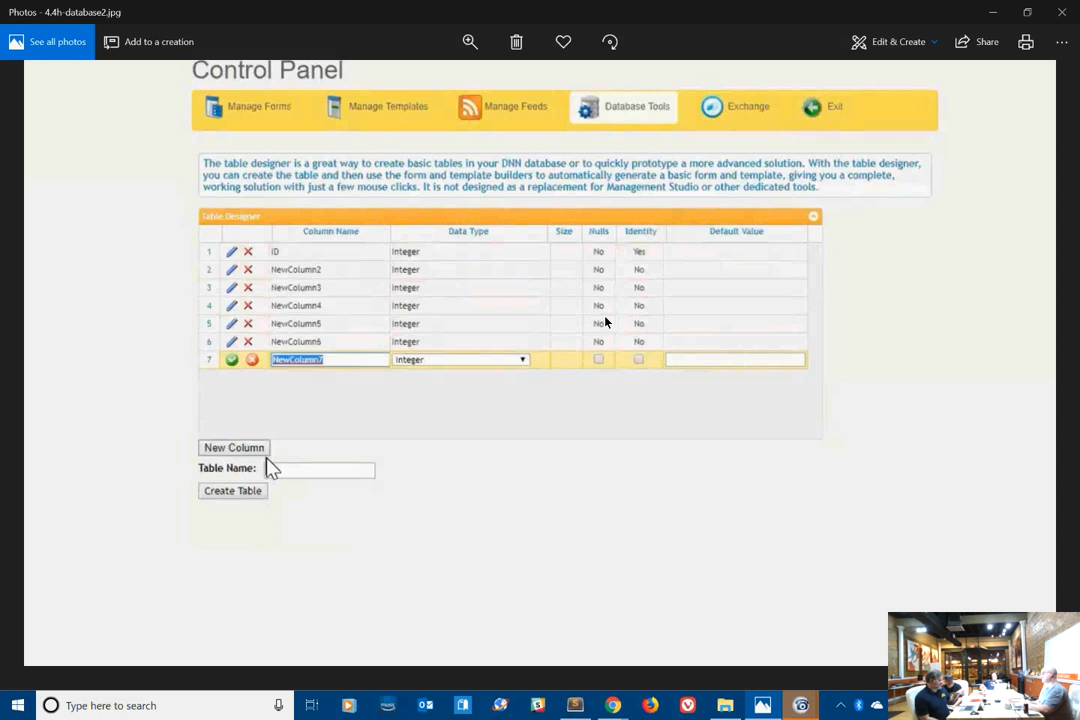 Photos - 4.4h-database2.jpg
See all photos
Add to a creation
Edit & Create
Share
Control Panel
Manage Forms
Manage Templates
Manage Feeds
Database Tools
Exchange
Exit
The table designer is a great way to create basic tables in your DNN database or to quickly prototype a more advanced solution. With the table designer,
you can create the table and then use the form and template builders to automatically generate a basic form and template, giving you a complete,
working solution with just a few mouse clicks. It is not designed as a replacement for Management Studio or other dedicated tools.
Table Designer
Column Name Data Type Size Nulls Identity Default Value
1 ID Integer No Yes
2 NewColumn2 Integer No No
3 NewColumn3 Integer No No
4 NewColumn4 Integer No No
5 NewColumn5 Integer No No
6 NewColumn6 Integer No No
7 NewColumn7 Integer
New Column
Table Name:
Create Table
Type here to search